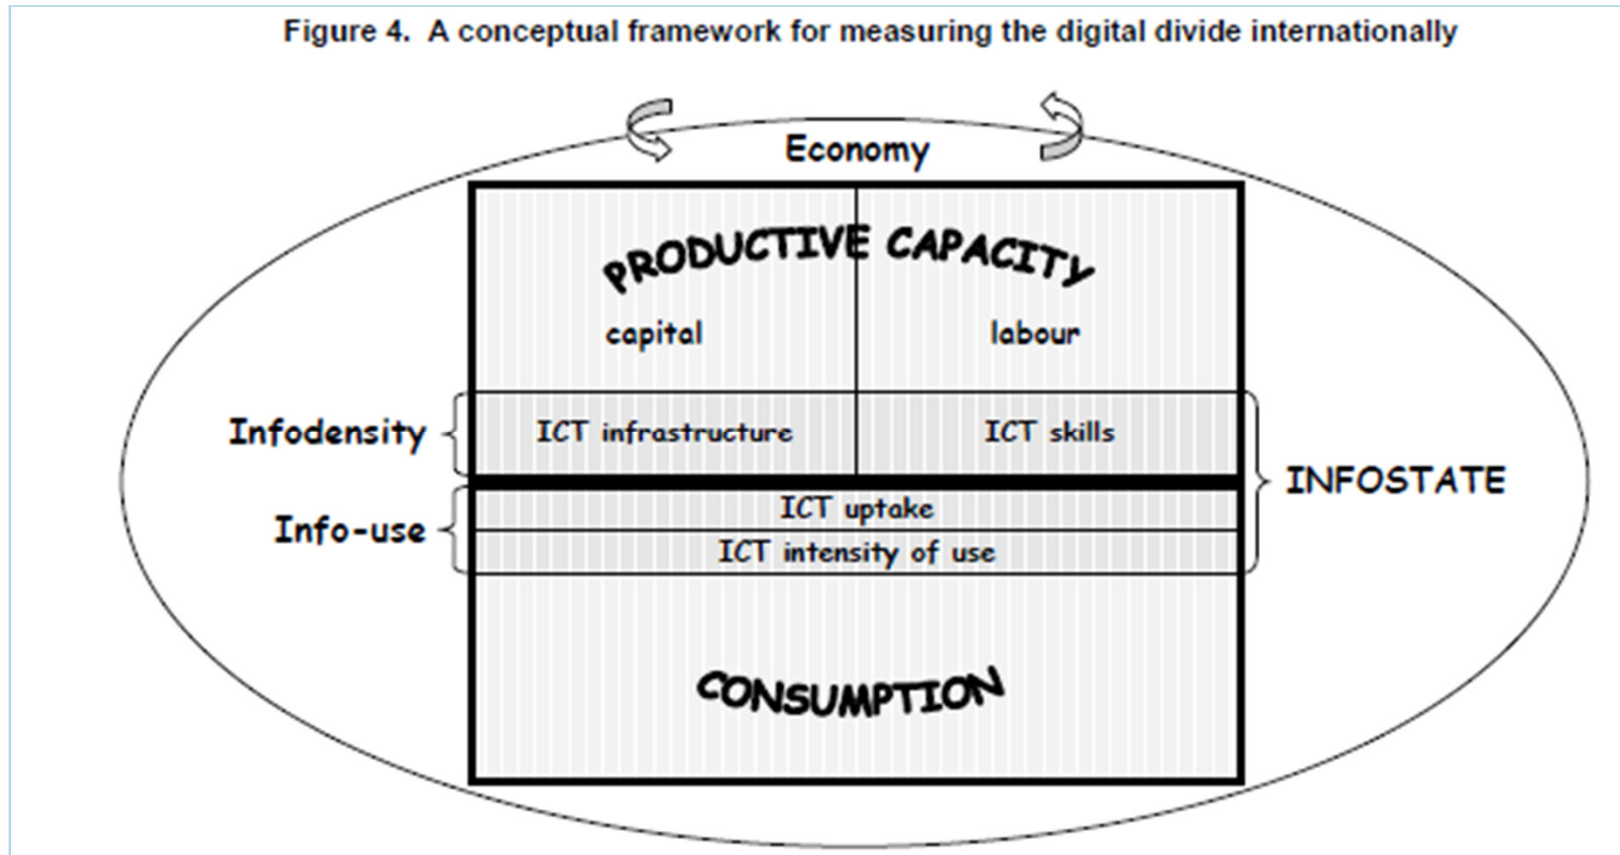 Figure 4.  A conceptual framework for measuring the digital divide internationally
Economy
PRODUCTIVE CAPACITY
capital
labour
Infodensity
ICT infrastructure
ICT skills
INFOSTATE
Info-use
ICT uptake
ICT intensity of use
CONSUMPTION